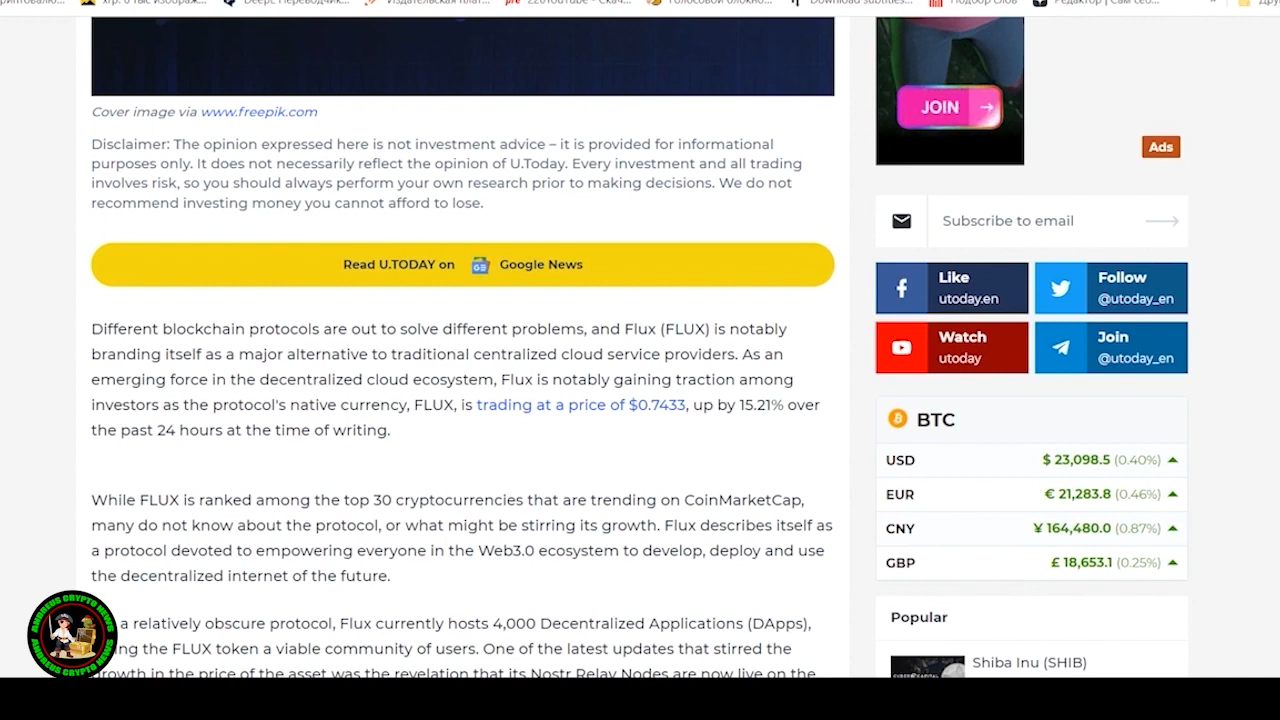 JOIN
Ads
Cover image via www.freepik.com
Disclaimer: The opinion expressed here is not investment advice – it is provided for informational
purposes only. It does not necessarily reflect the opinion of U.Today. Every investment and all trading
involves risk, so you should always perform your own research prior to making decisions. We do not
recommend investing money you cannot afford to lose.
Read U.TODAY on Google News
Different blockchain protocols are out to solve different problems, and Flux (FLUX) is notably
branding itself as a major alternative to traditional centralized cloud service providers. As an
emerging force in the decentralized cloud ecosystem, Flux is notably gaining traction among
investors as the protocol's native currency, FLUX, is trading at a price of $0.7433, up by 15.21% over
the past 24 hours at the time of writing.
While FLUX is ranked among the top 30 cryptocurrencies that are trending on CoinMarketCap,
many do not know about the protocol, or what might be stirring its growth. Flux describes itself as
a protocol devoted to empowering everyone in the Web3.0 ecosystem to develop, deploy and use
the decentralized internet of the future.
a relatively obscure protocol, Flux currently hosts 4,000 Decentralized Applications (DApps),
the FLUX token a viable community of users. One of the latest updates that stirred the
growth in the price of the asset was the revelation that its Nostr Relay Nodes are now live on the
Subscribe to email
Like
utoday.en
Follow
@utoday_en
Watch
utoday
Join
@utoday_en
BTC
USD $ 23,098.5 (0.40%)
EUR € 21,283.8 (0.46%)
CNY ¥ 164,480.0 (0.87%)
GBP £ 18,653.1 (0.25%)
Popular
Shiba Inu (SHIB)
ANDREUS CRYPTO NEWS
ANDREUS CRYPTO NEWS